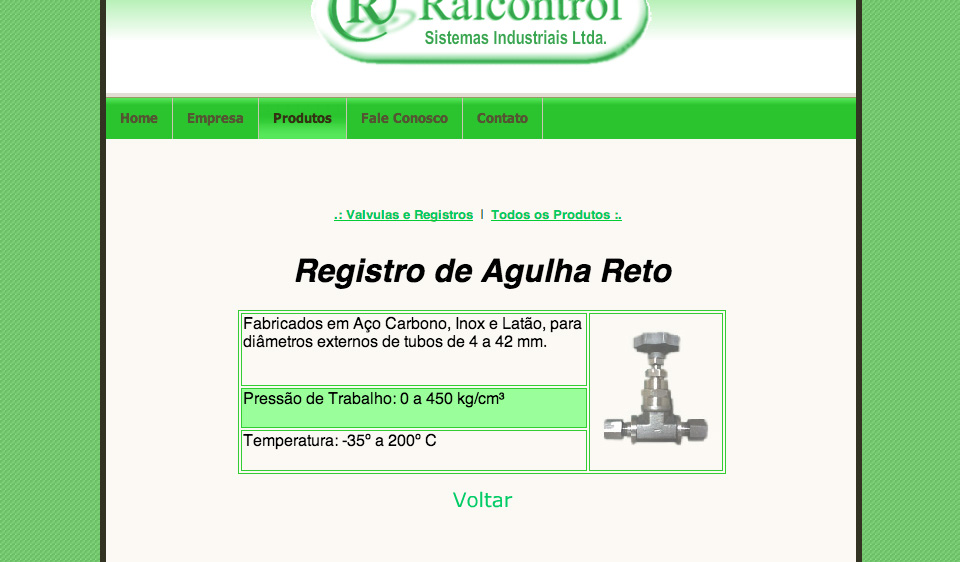 Ralcontrol
Sistemas Industriais Ltda.
Home Empresa Produtos Fale Conosco Contato
.: Valvulas e Registros | Todos os Produtos :.
Registro de Agulha Reto
Fabricados em Aço Carbono, Inox e Latão, para
diâmetros externos de tubos de 4 a 42 mm.
Pressão de Trabalho: 0 a 450 kg/cm³
Temperatura: -35º a 200º C
Voltar